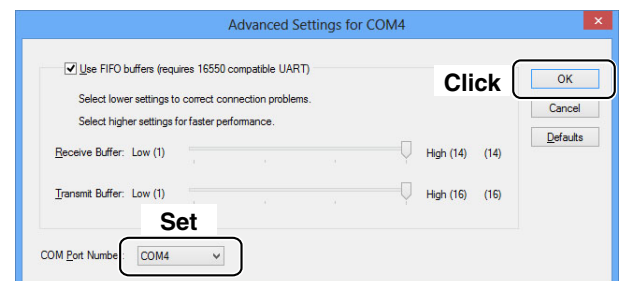 Advanced Settings for COM4
Use FIFO buffers (requires 16550 compatible UART)
Click
OK
Select lower settings to correct connection problems.
Cancel
Select higher settings for faster performance.
Defaults
Receive Buffer: Low (1) High (14) (14)
Transmit Buffer: Low (1) High (16) (16)
Set
COM Port Numbe: COM4